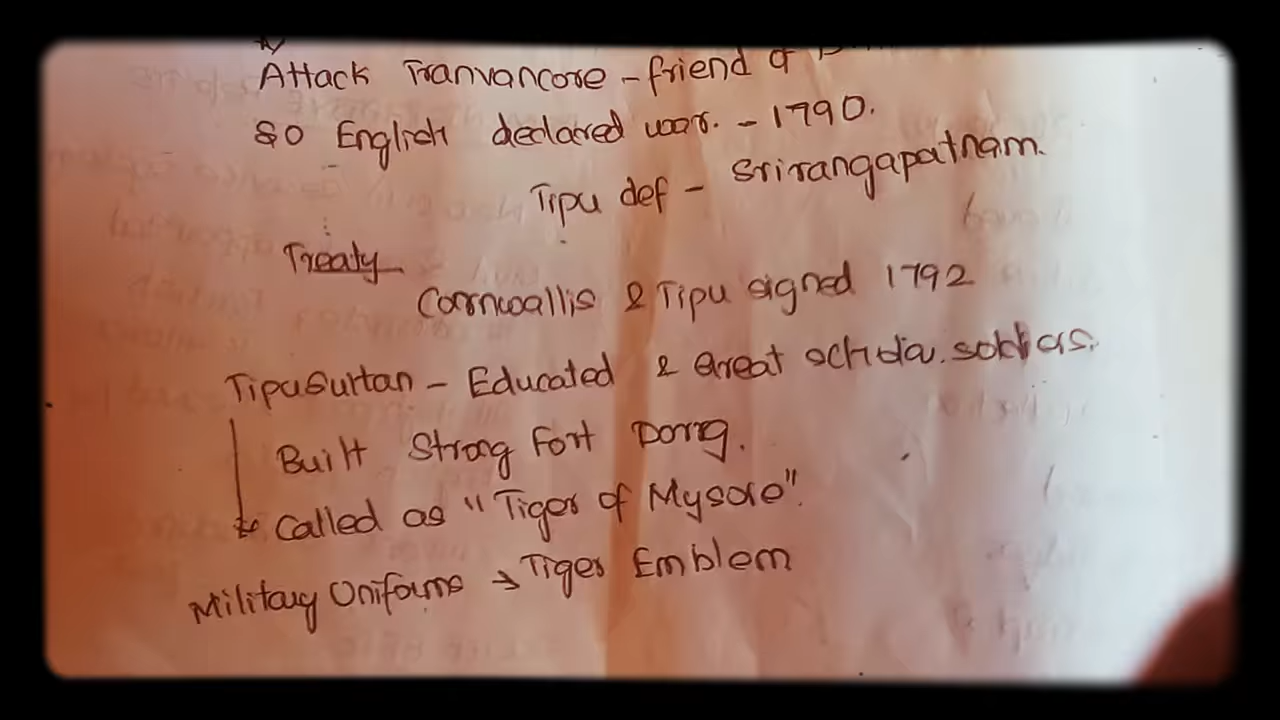 Attack Tranvancore - friend of
So English declared war. - 1790.
Tipu def - Srirangapatnam.
Treaty
Cornwallis & Tipu signed 1792
Tipusultan - Educated & Great
Built Strong Fort
Called as "Tiger of Mysore".
Military Uniforms → Tiger Emblem